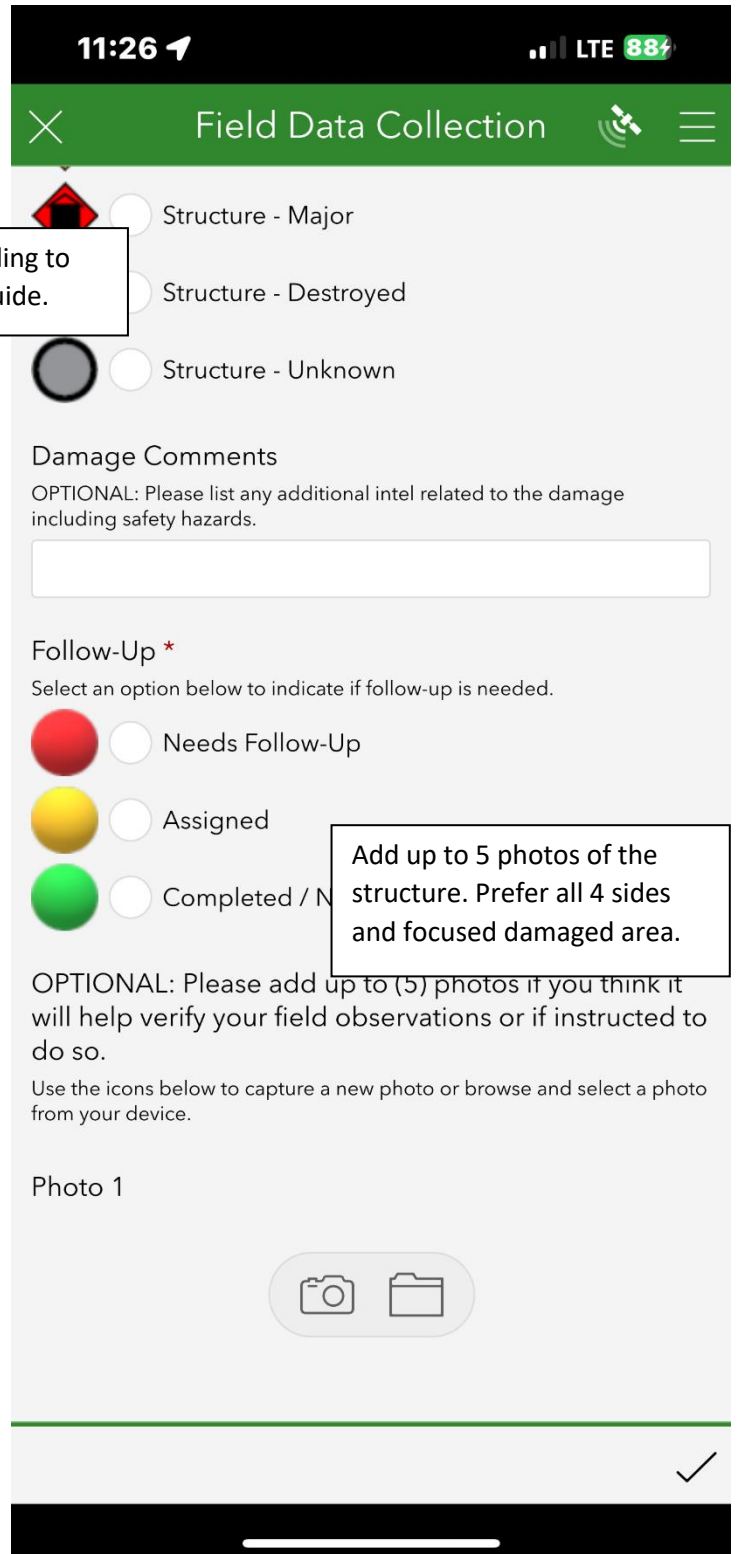 11:26
LTE 88
Field Data Collection
Structure - Major
ling to
uide.
Structure - Destroyed
Structure - Unknown
Damage Comments
OPTIONAL: Please list any additional intel related to the damage
including safety hazards.
Follow-Up *
Select an option below to indicate if follow-up is needed.
Needs Follow-Up
Assigned
Completed / N
Add up to 5 photos of the
structure. Prefer all 4 sides
and focused damaged area.
OPTIONAL: Please add up to (5) photos if you think it
will help verify your field observations or if instructed to
do so.
Use the icons below to capture a new photo or browse and select a photo
from your device.
Photo 1